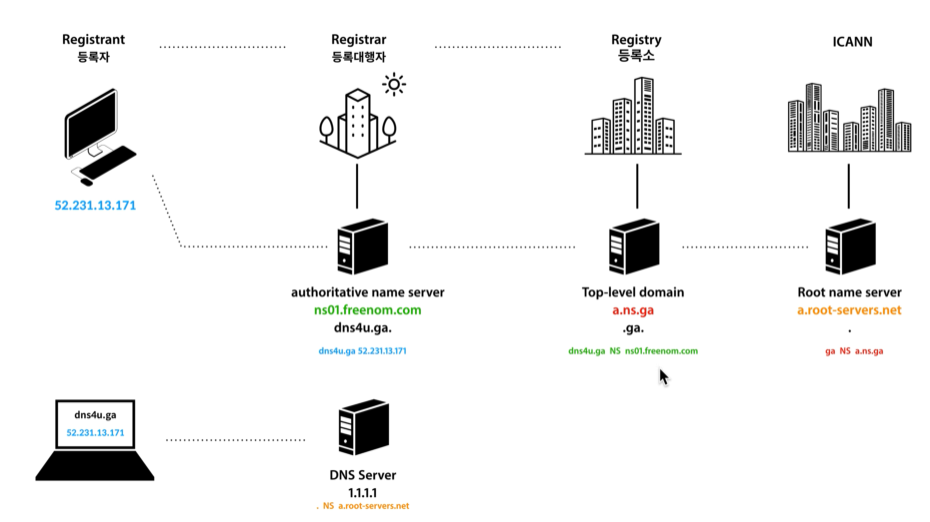 Registrant
등록자
Registrar
등록대행자
Registry
등록소
ICANN
52.231.13.171
authoritative name server
ns01.freenom.com
dns4u.ga.
dns4u.ga 52.231.13.171
Top-level domain
a.ns.ga
.ga.
dns4u.ga NS ns01.freenom.com
Root name server
a.root-servers.net
.
ga NS a.ns.ga
dns4u.ga
52.231.13.171
DNS Server
1.1.1.1
. NS a.root-servers.net